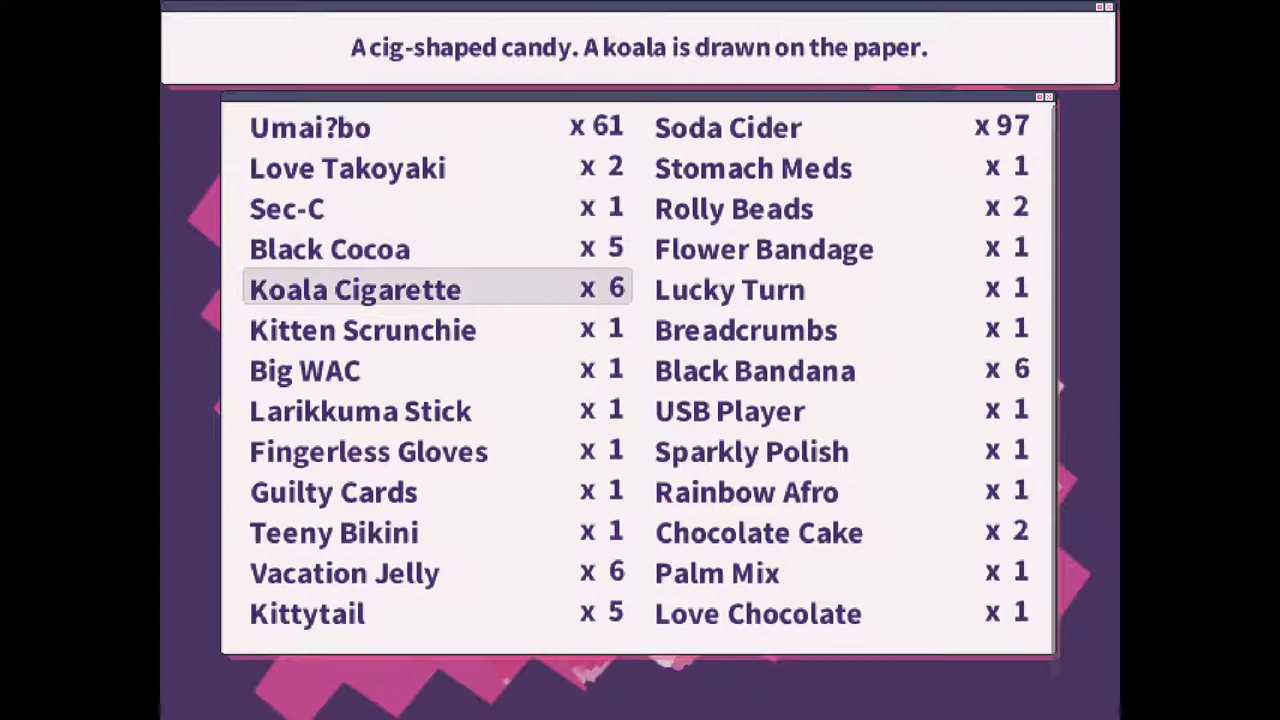 A cig-shaped candy. A koala is drawn on the paper.
Umai?bo x 61 Soda Cider x 97
Love Takoyaki x 2 Stomach Meds x 1
Sec-C x 1 Rolly Beads x 2
Black Cocoa x 5 Flower Bandage x 1
Koala Cigarette x 6 Lucky Turn x 1
Kitten Scrunchie x 1 Breadcrumbs x 1
Big WAC x 1 Black Bandana x 6
Larikkuma Stick x 1 USB Player x 1
Fingerless Gloves x 1 Sparkly Polish x 1
Guilty Cards x 1 Rainbow Afro x 1
Teeny Bikini x 1 Chocolate Cake x 2
Vacation Jelly x 6 Palm Mix x 1
Kittytail x 5 Love Chocolate x 1